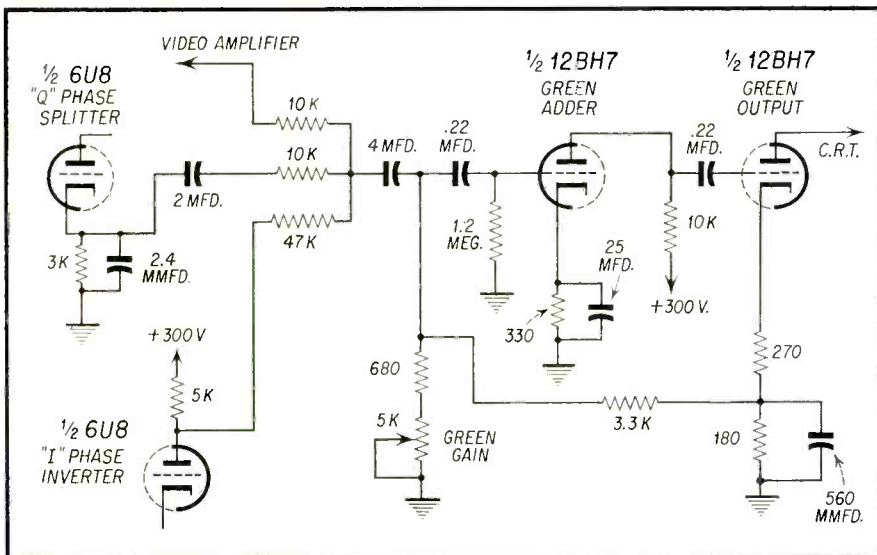 VIDEO AMPLIFIER
½ 6U8
"Q" PHASE
SPLITTER
10 K
10 K
47 K
2 MFD.
3K
2.4
MMFD.
+300 V
5 K
½ 6U8
"I" PHASE
INVERTER
4 MFD.
.22
MFD.
1.2
MEG.
½ 12BH7
GREEN
ADDER
25
MFD.
330
680
5 K
GREEN
GAIN
3.3 K
½ 12BH7
GREEN
OUTPUT
.22
MFD.
C.R.T.
10 K
+300 V.
270
180
560
MMFD.